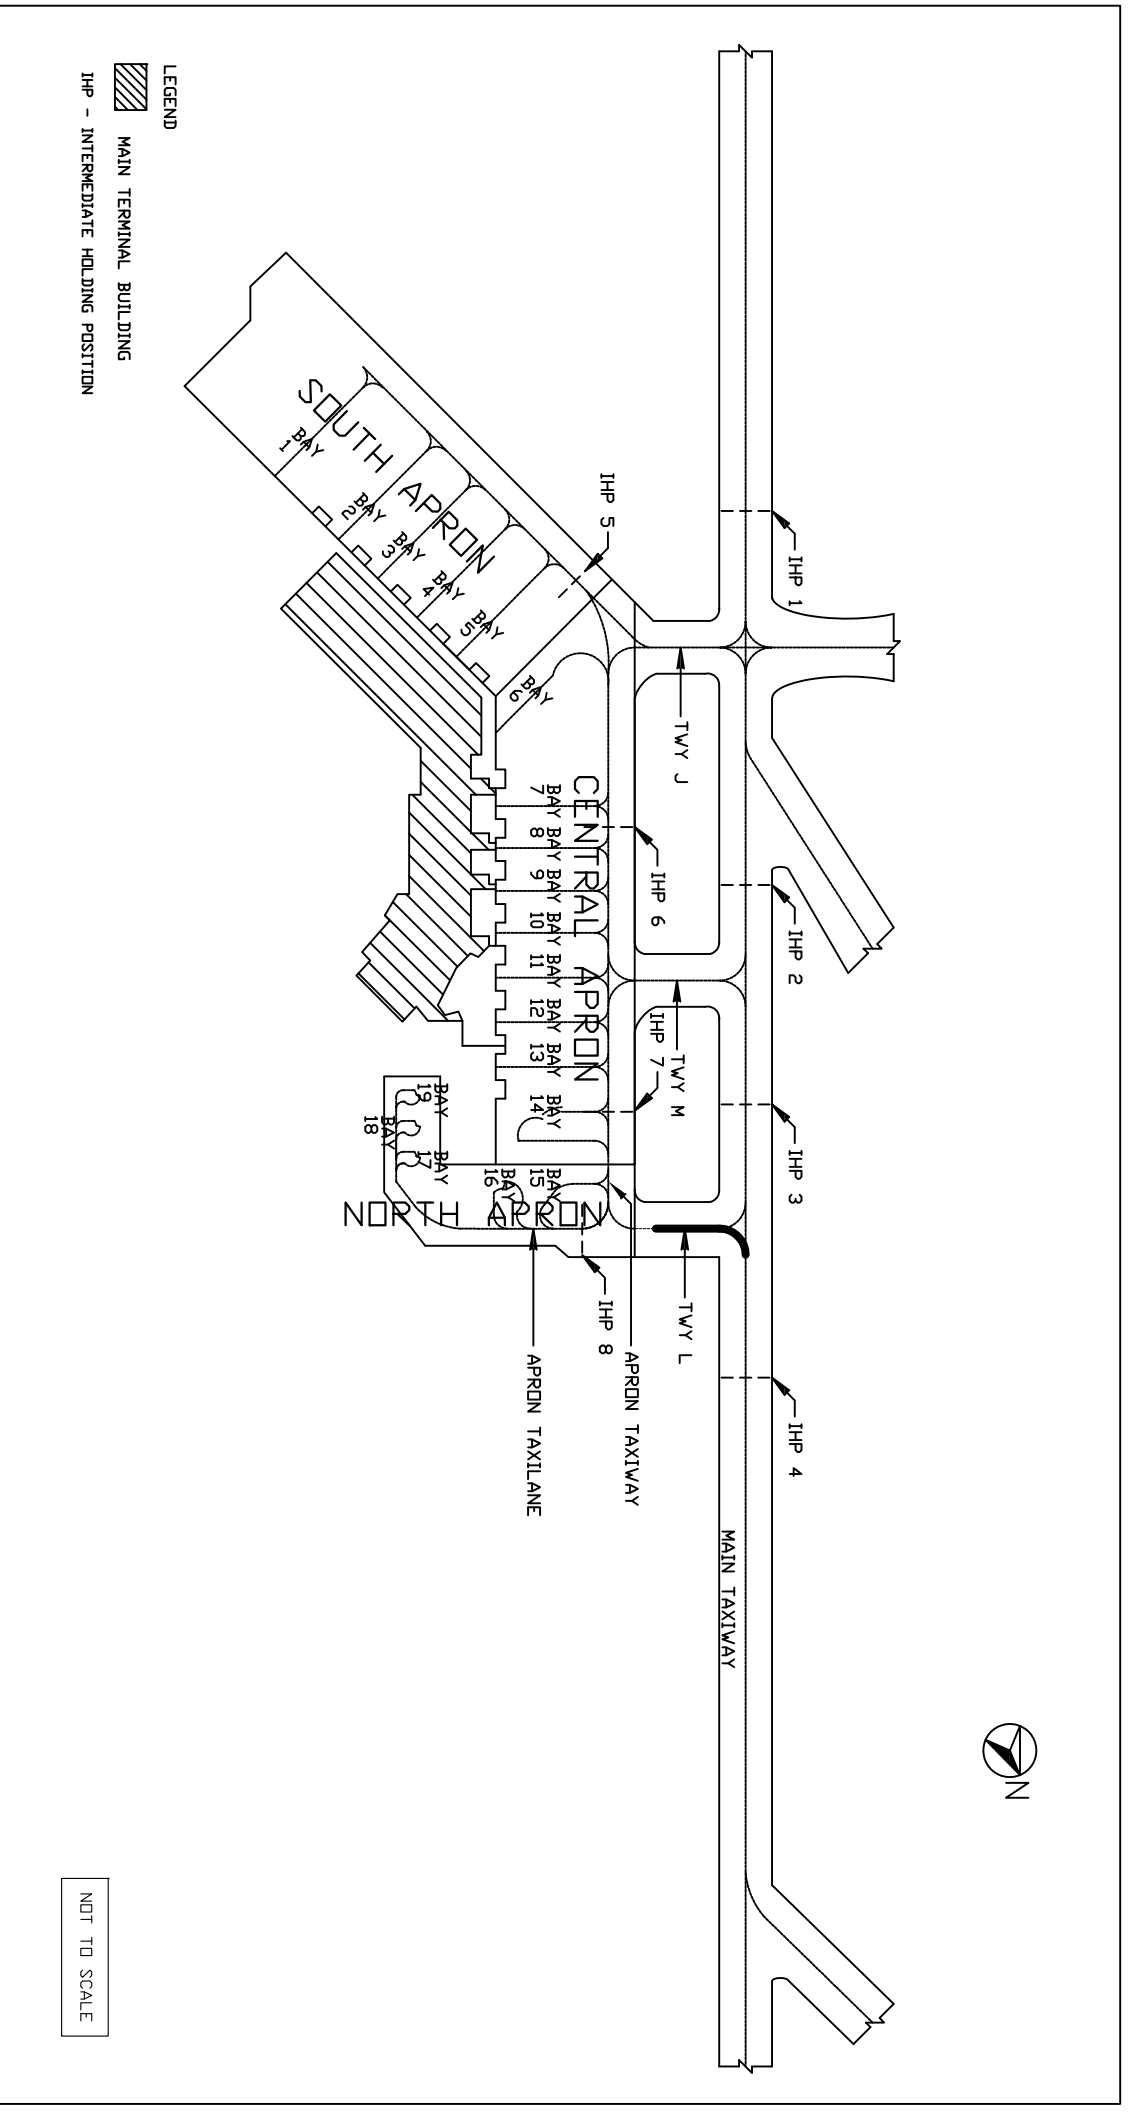 LEGEND
MAIN TERMINAL BUILDING
IHP - INTERMEDIATE HOLDING POSITION
SOUTH APRON
BAY 1
BAY 2
BAY 3
BAY 4
BAY 5
BAY 6
IHP 5
IHP 1
TWY J
CENTRAL APRON
BAY 7
BAY 8
BAY 9
BAY 10
BAY 11
BAY 12
BAY 13
BAY 14
IHP 6
IHP 2
IHP 7
TWY M
IHP 3
BAY 15
BAY 16
BAY 17
BAY 18
BAY 19
NORTH APRON
IHP 8
TWY L
APRON TAXIWAY
APRON TAXILANE
IHP 4
MAIN TAXIWAY
N
NOT TO SCALE